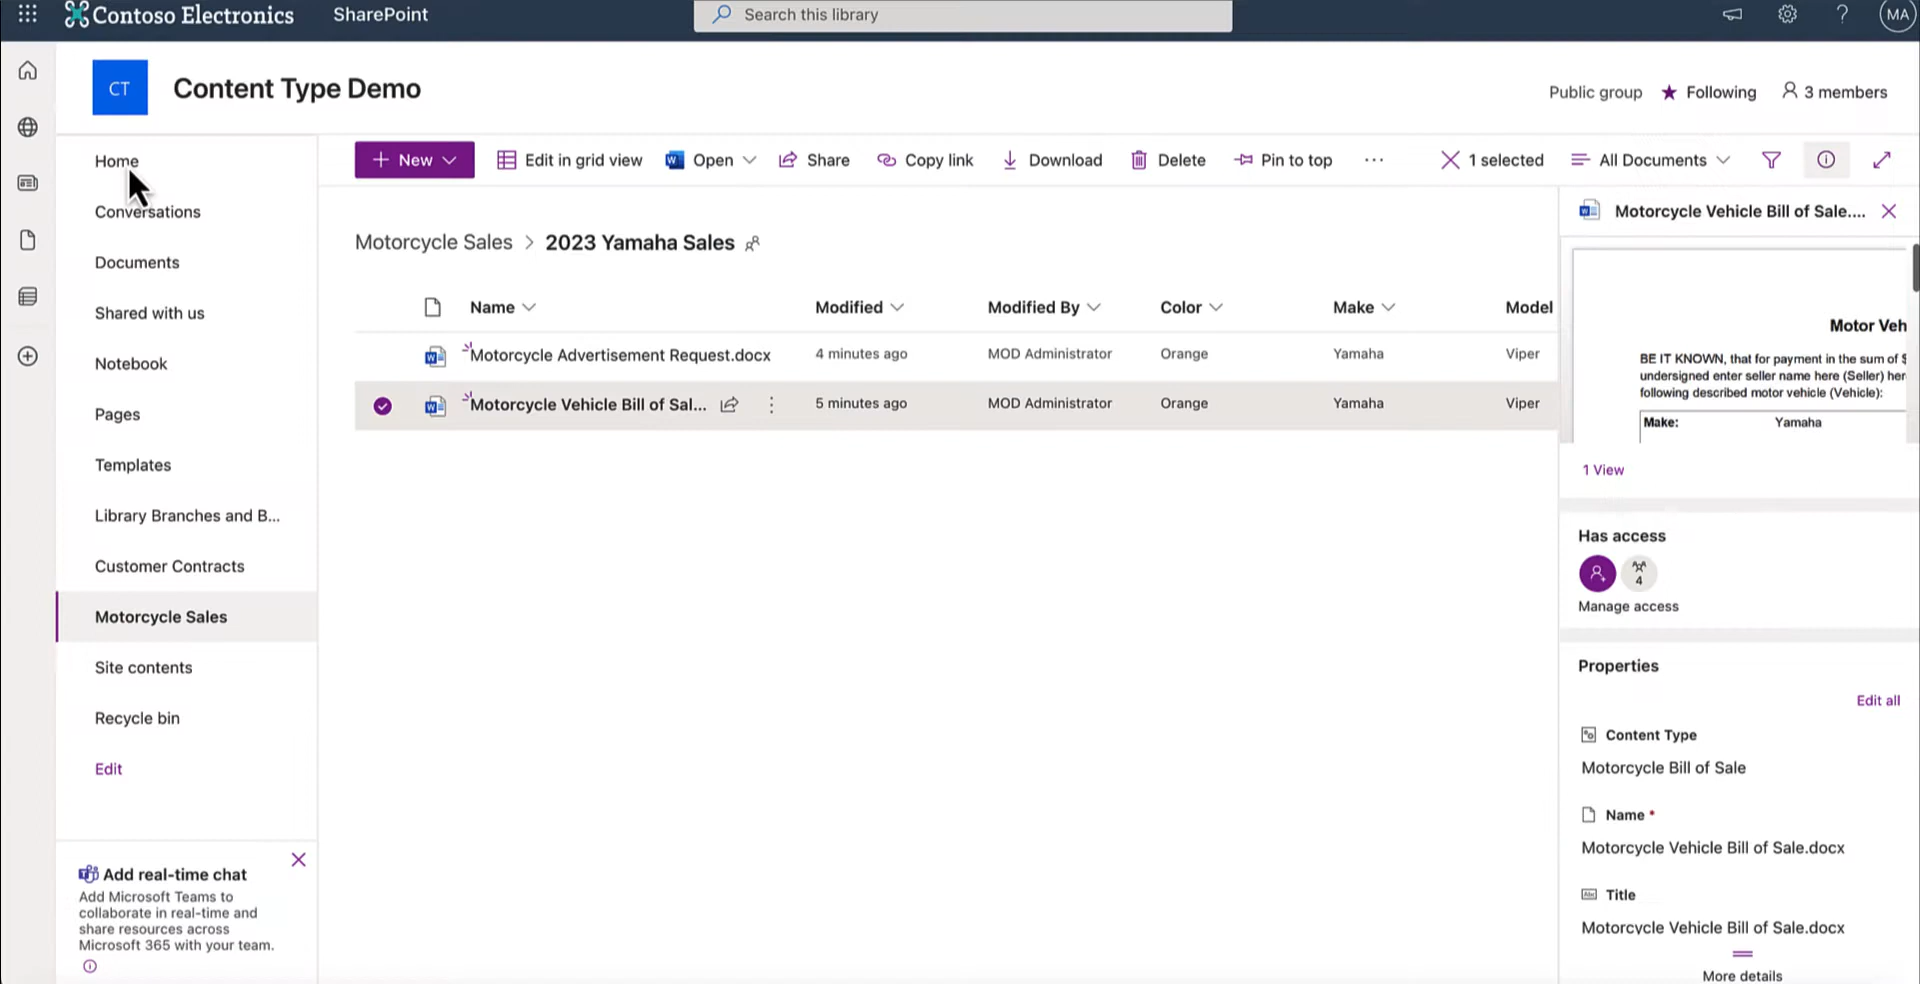 Contoso Electronics SharePoint Search this library ? MA
CT Content Type Demo Public group Following 3 members
Home
Conversations
Documents
Shared with us
Notebook
Pages
Templates
Library Branches and B...
Customer Contracts
Motorcycle Sales
Site contents
Recycle bin
Edit
Add real-time chat
Add Microsoft Teams to
collaborate in real-time and
share resources across
Microsoft 365 with your team.
New Edit in grid view Open Share Copy link Download Delete Pin to top ... 1 selected All Documents
Motorcycle Sales > 2023 Yamaha Sales
Name Modified Modified By Color Make Model
Motorcycle Advertisement Request.docx 4 minutes ago MOD Administrator Orange Yamaha Viper
Motorcycle Vehicle Bill of Sal... 5 minutes ago MOD Administrator Orange Yamaha Viper
Motorcycle Vehicle Bill of Sale....
Motor Veh
BE IT KNOWN, that for payment in the sum of $
undersigned enter seller name here (Seller) her
following described motor vehicle (Vehicle):
Make: Yamaha
1 View
Has access
4
Manage access
Properties
Edit all
Content Type
Motorcycle Bill of Sale
Name *
Motorcycle Vehicle Bill of Sale.docx
Abc Title
Motorcycle Vehicle Bill of Sale.docx
More details